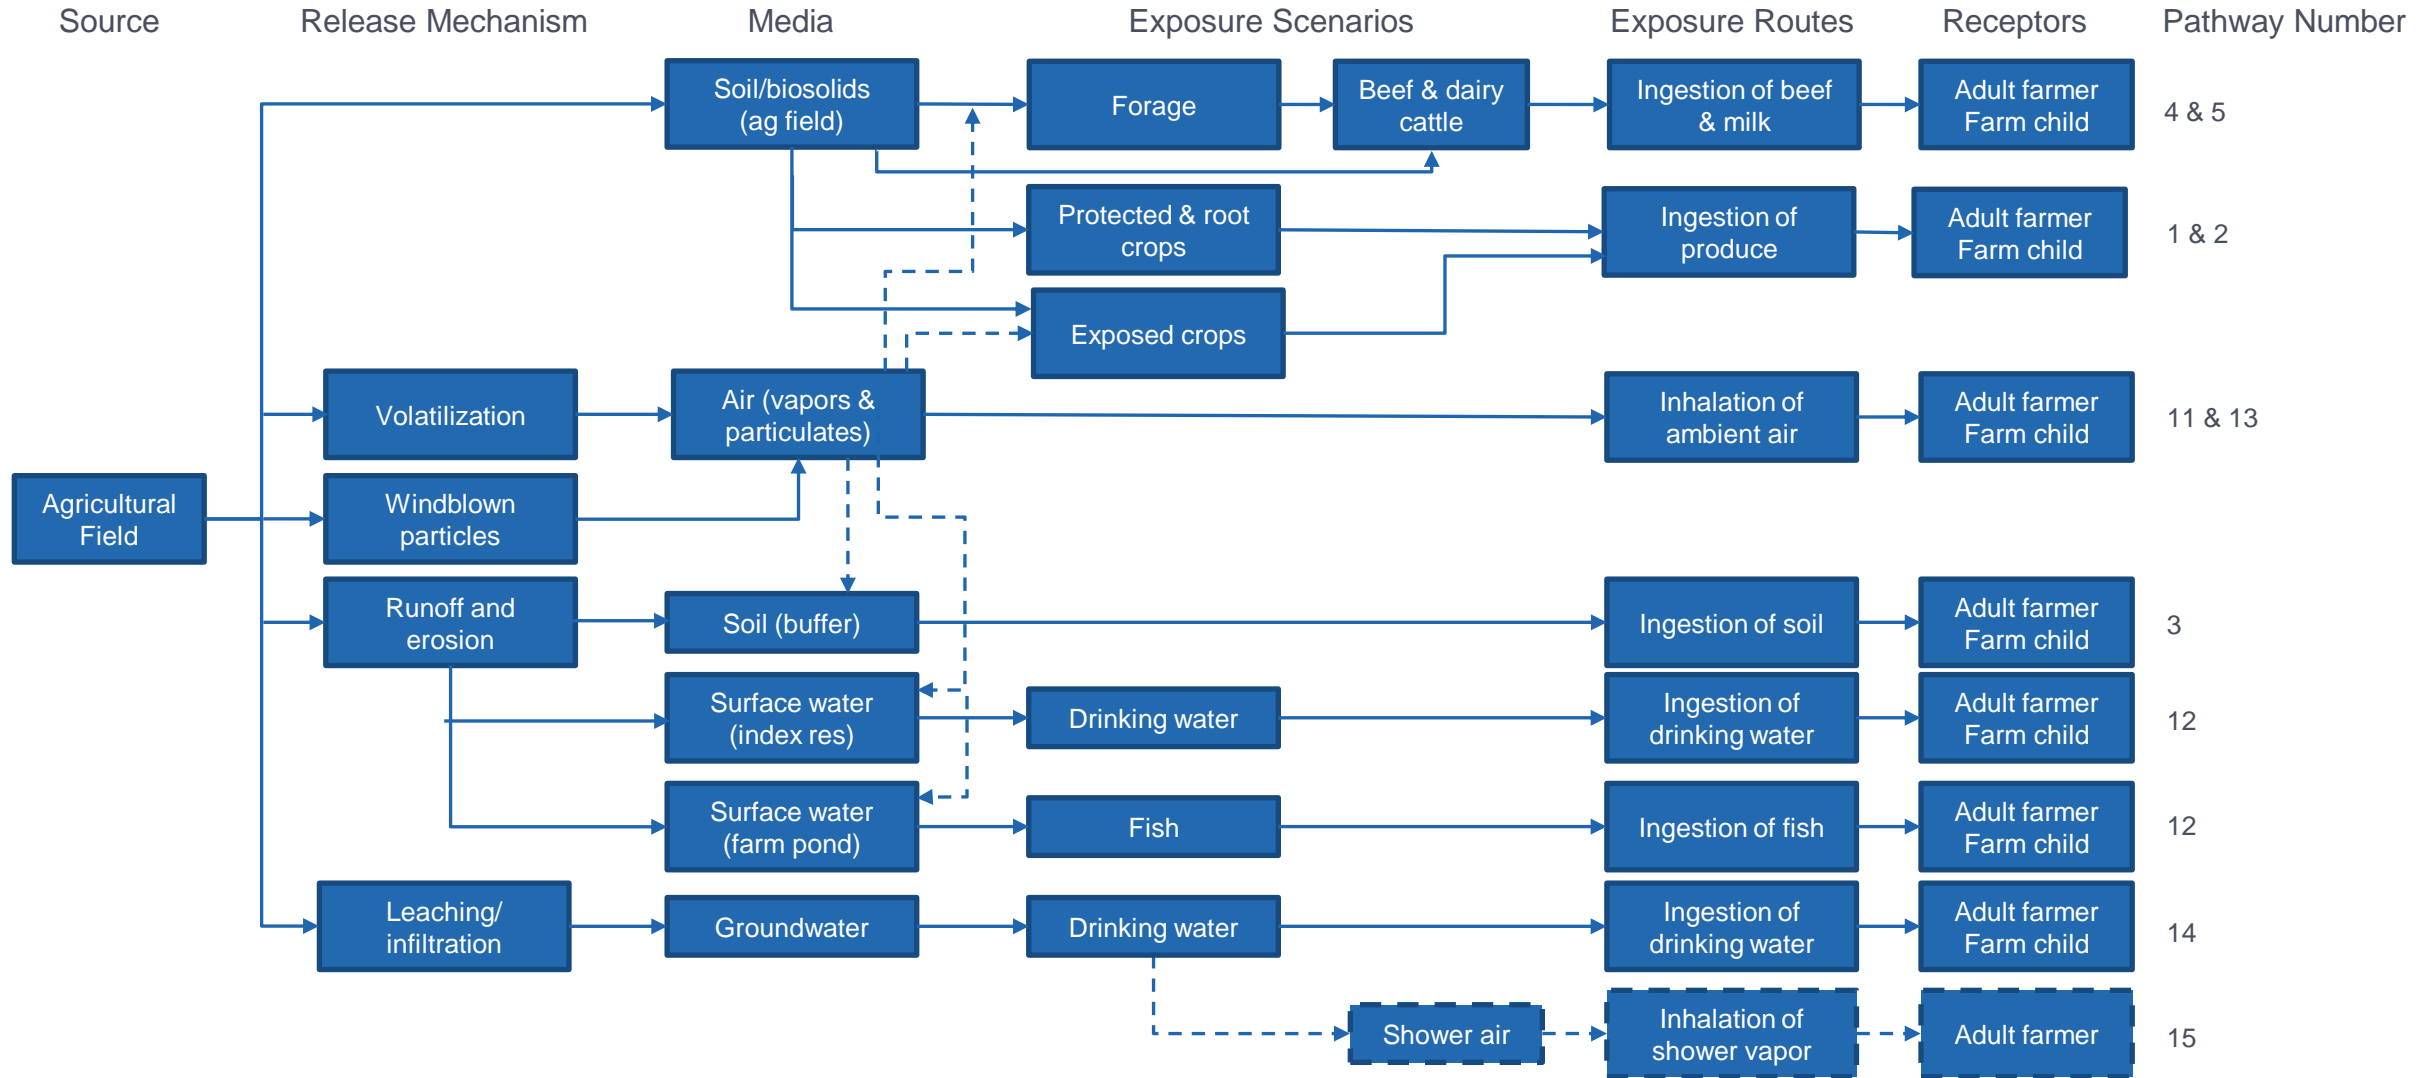 Source
Release Mechanism
Media
Exposure Scenarios
Exposure Routes
Receptors
Pathway Number
Soil/biosolids
(ag field)
Forage
Beef & dairy
cattle
Ingestion of beef
& milk
Adult farmer
Farm child
4 & 5
Protected & root
crops
Ingestion of
produce
Adult farmer
Farm child
1 & 2
Exposed crops
Volatilization
Air (vapors &
particulates)
Inhalation of
ambient air
Adult farmer
Farm child
11 & 13
Agricultural
Field
Windblown
particles
Runoff and
erosion
Soil (buffer)
Ingestion of soil
Adult farmer
Farm child
3
Surface water
(index res)
Drinking water
Ingestion of
drinking water
Adult farmer
Farm child
12
Surface water
(farm pond)
Fish
Ingestion of fish
Adult farmer
Farm child
12
Leaching/
infiltration
Groundwater
Drinking water
Ingestion of
drinking water
Adult farmer
Farm child
14
Shower air
Inhalation of
shower vapor
Adult farmer
15